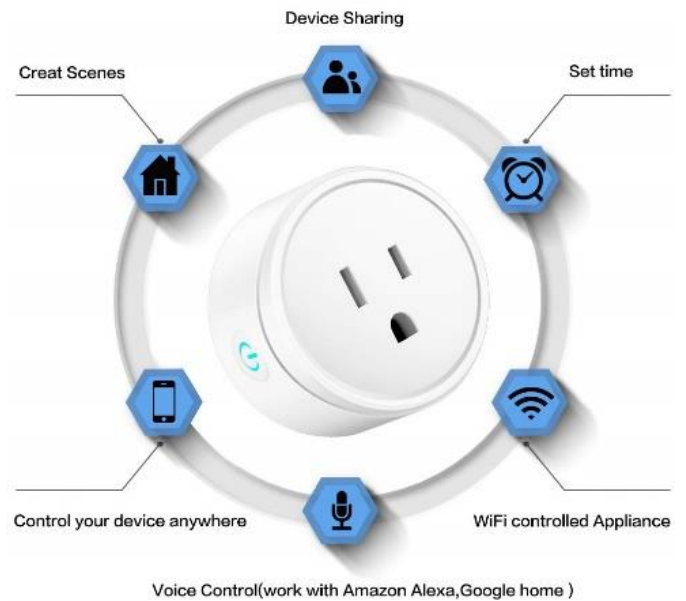 Device Sharing
Creat Scenes
Set time
Control your device anywhere
WiFi controlled Appliance
Voice Control(work with Amazon Alexa,Google home )